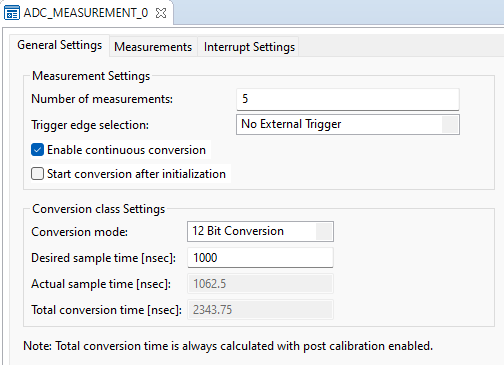 ADC_MEASUREMENT_0
General Settings Measurements Interrupt Settings
Measurement Settings
Number of measurements: 5
Trigger edge selection: No External Trigger
Enable continuous conversion
Start conversion after initialization
Conversion class Settings
Conversion mode: 12 Bit Conversion
Desired sample time [nsec]: 1000
Actual sample time [nsec]: 1062.5
Total conversion time [nsec]: 2343.75
Note: Total conversion time is always calculated with post calibration enabled.